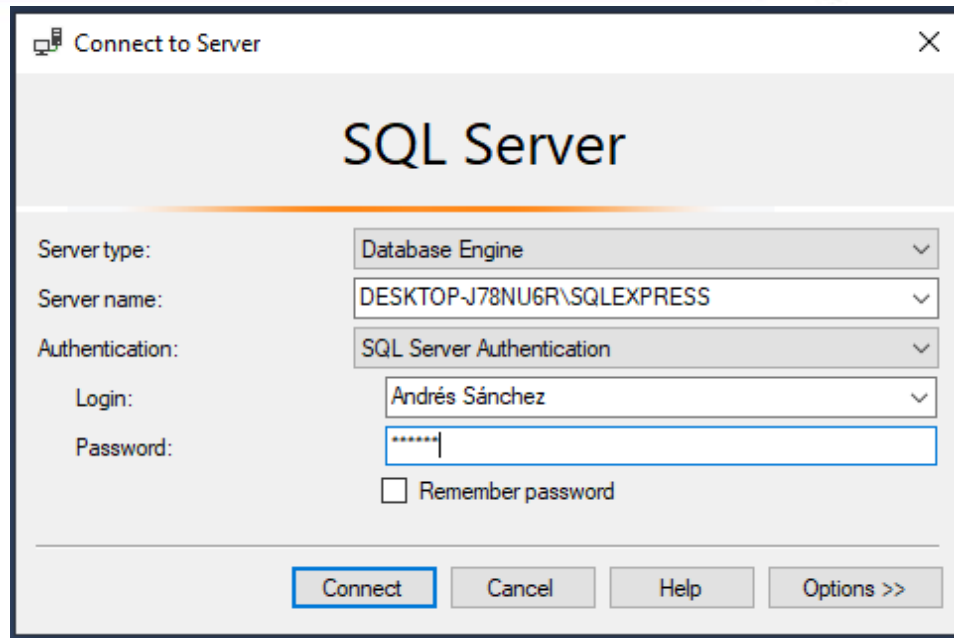 Connect to Server
SQL Server
Server type: Database Engine
Server name: DESKTOP-J78NU6R\SQLEXPRESS
Authentication: SQL Server Authentication
Login: Andrés Sánchez
Password: ******
Remember password
Connect Cancel Help Options >>